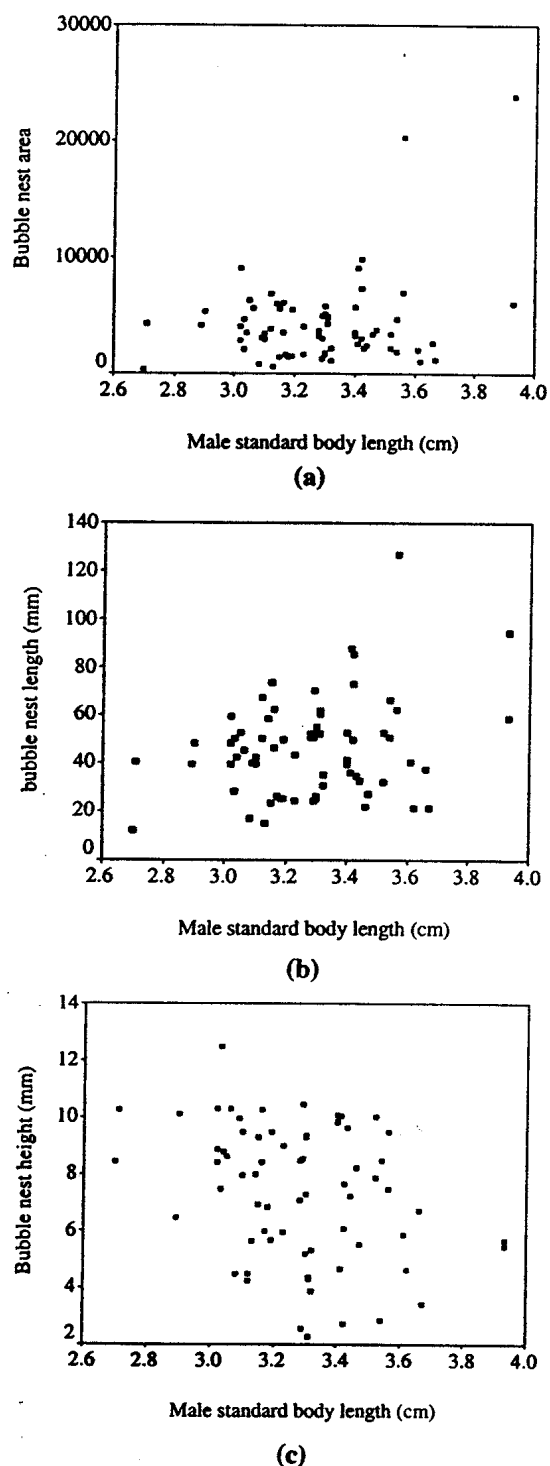 30000
20000
10000
0
Bubble nest area
2.6 2.8 3.0 3.2 3.4 3.6 3.8 4.0
Male standard body length (cm)
(a)
140
120
100
80
60
40
20
0
bubble nest length (mm)
2.6 2.8 3.0 3.2 3.4 3.6 3.8 4.0
Male standard body length (cm)
(b)
14
12
10
8
6
4
2
Bubble nest height (mm)
2.6 2.8 3.0 3.2 3.4 3.6 3.8 4.0
Male standard body length (cm)
(c)